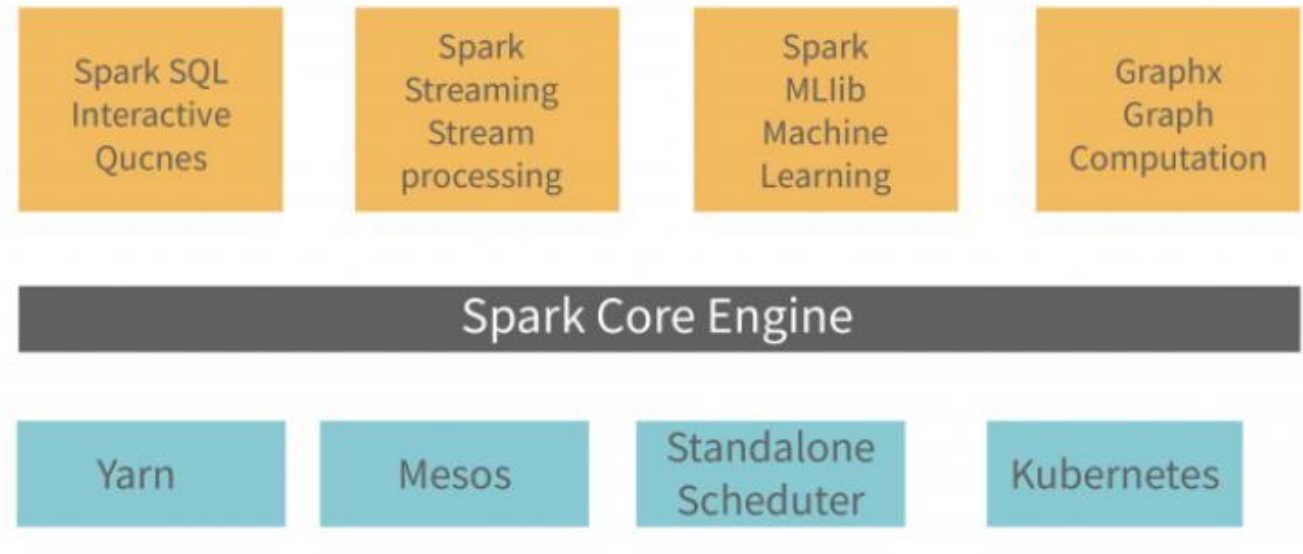 Spark SQL
Interactive
Qucnes
Spark
Streaming
Stream
processing
Spark
MLlib
Machine
Learning
Graphx
Graph
Computation
Spark Core Engine
Yarn
Mesos
Standalone
Scheduter
Kubernetes